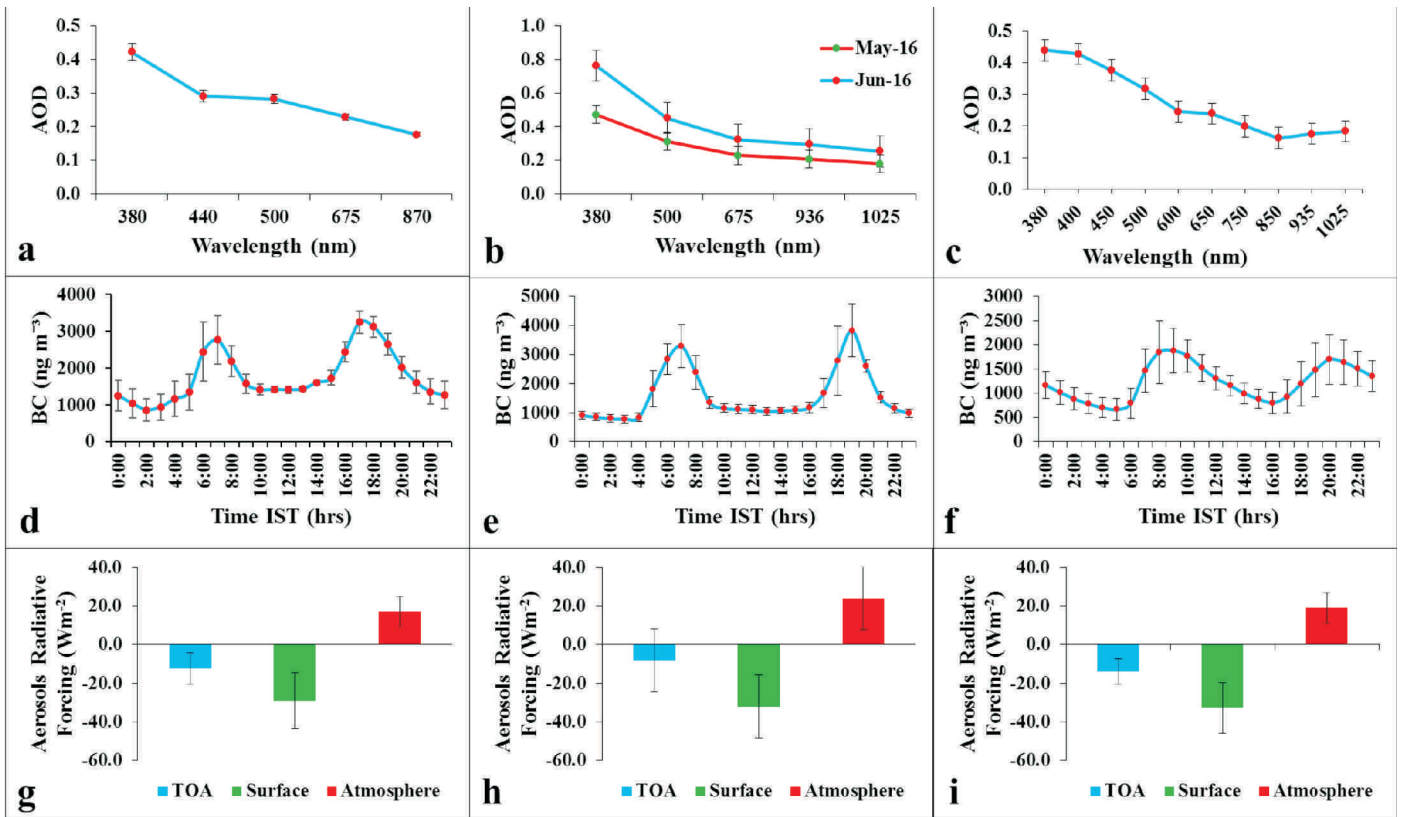 0.5
0.4
0.3
0.2
0.1
0.0
AOD
380 440 500 675 870
Wavelength (nm)
a
1.0
0.8
0.6
0.4
0.2
0.0
AOD
May-16
Jun-16
380 500 675 936 1025
Wavelength (nm)
b
0.5
0.4
0.3
0.2
0.1
0.0
AOD
380 400 450 500 600 650 750 850 935 1025
Wavelength (nm)
c
4000
3000
2000
1000
0
BC (ng m⁻³)
0:00 2:00 4:00 6:00 8:00 10:00 12:00 14:00 16:00 18:00 20:00 22:00
Time IST (hrs)
d
5000
4000
3000
2000
1000
0
BC (ng m⁻³)
0:00 2:00 4:00 6:00 8:00 10:00 12:00 14:00 16:00 18:00 20:00 22:00
Time IST (hrs)
e
3000
2500
2000
1500
1000
500
0
BC (ng m⁻³)
0:00 2:00 4:00 6:00 8:00 10:00 12:00 14:00 16:00 18:00 20:00 22:00
Time IST (hrs)
f
40.0
20.0
0.0
-20.0
-40.0
-60.0
Aerosols Radiative
Forcing (Wm⁻²)
TOA Surface Atmosphere
g
40.0
20.0
0.0
-20.0
-40.0
-60.0
Aerosols Radiative
Forcing (Wm⁻²)
TOA Surface Atmosphere
h
40.0
20.0
0.0
-20.0
-40.0
-60.0
Aerosols Radiative
Forcing (Wm⁻²)
TOA Surface Atmosphere
i